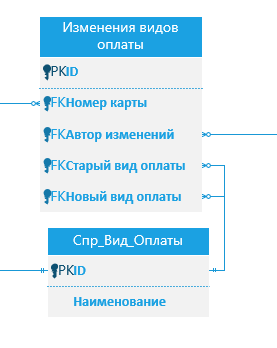 Изменения видов
оплаты
PKID
FKНомер карты
FKАвтор изменений
FKСтарый вид оплаты
FKНовый вид оплаты
Спр_Вид_Оплаты
PKID
Наименование